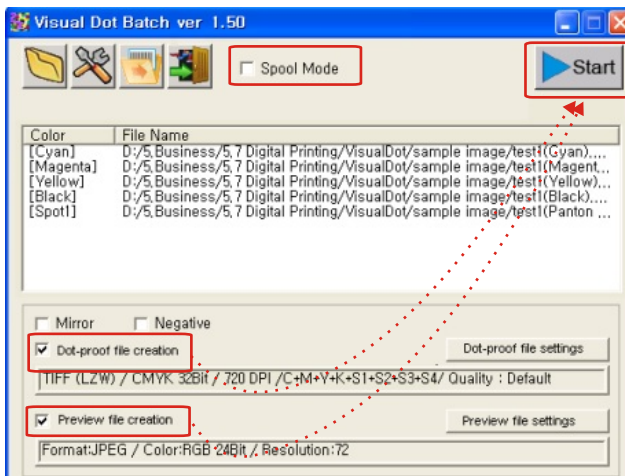 Visual Dot Batch ver 1.50
Spool Mode
Start
Color File Name
[Cyan] D:/5,Business/5,7 Digital Printing/VisualDot/sample image/test1(Cyan),...
[Magenta] D:/5,Business/5,7 Digital Printing/VisualDot/sample image/test1(Magent...
[Yellow] D:/5,Business/5,7 Digital Printing/VisualDot/sample image/test1(Yellow),...
[Black] D:/5,Business/5,7 Digital Printing/VisualDot/sample image/test1(Black),...
[Spot1] D:/5,Business/5,7 Digital Printing/VisualDot/sample image/test1(Panton ...
Mirror Negative
Dot-proof file creation Dot-proof file settings
TIFF (LZW) / CMYK 32Bit / 720 DPI /C+M+Y+K+S1+S2+S3+S4/ Quality : Default
Preview file creation Preview file settings
Format:JPEG / Color:RGB 24Bit / Resolution:72